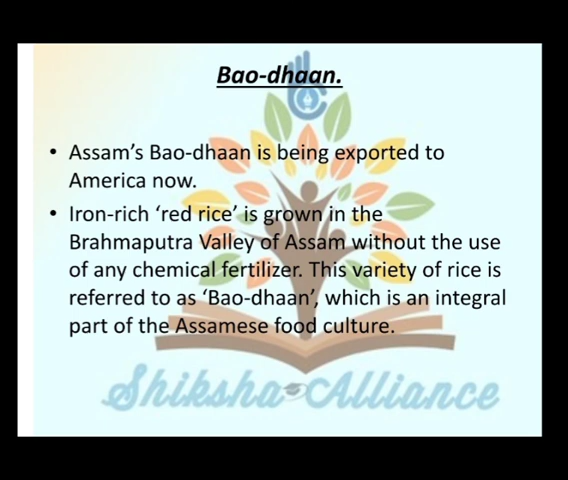 Bao-dhaan.
• Assam's Bao-dhaan is being exported to
America now.
• Iron-rich 'red rice' is grown in the
Brahmaputra Valley of Assam without the use
of any chemical fertilizer. This variety of rice is
referred to as 'Bao-dhaan', which is an integral
part of the Assamese food culture.
Shiksha Alliance